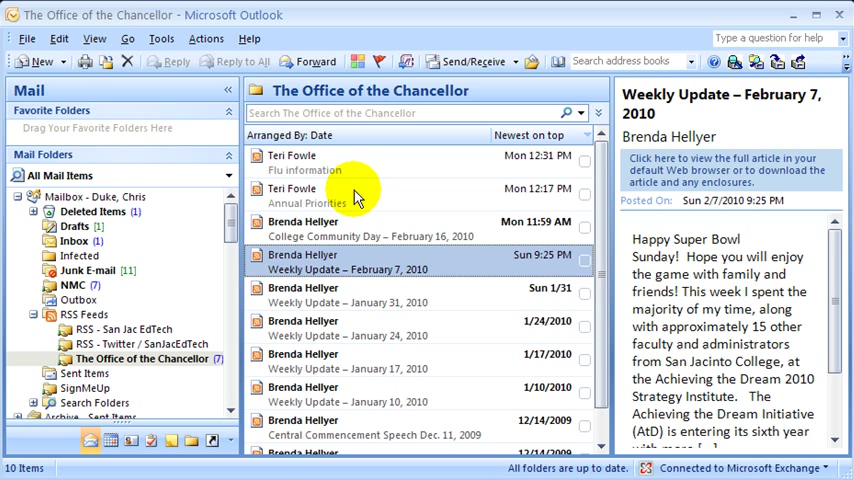 The Office of the Chancellor - Microsoft Outlook
File Edit View Go Tools Actions Help
Type a question for help
New Reply Reply to All Forward Send/Receive Search address books
Mail «
Favorite Folders
Drag Your Favorite Folders Here
Mail Folders
All Mail Items
Mailbox - Duke, Chris
Deleted Items (1)
Drafts [1]
Inbox (1)
Infected
Junk E-mail [11]
NMC (7)
Outbox
RSS Feeds
RSS - San Jac EdTech
RSS - Twitter / SanJacEdTech
The Office of the Chancellor (7)
Sent Items
SignMeUp
Search Folders
Archive - Sent Items
The Office of the Chancellor
Search The Office of the Chancellor
Arranged By: Date Newest on top
Teri Fowle Mon 12:31 PM
Flu information
Teri Fowle Mon 12:17 PM
Annual Priorities
Brenda Hellyer Mon 11:59 AM
College Community Day – February 16, 2010
Brenda Hellyer Sun 9:25 PM
Weekly Update – February 7, 2010
Brenda Hellyer Sun 1/31
Weekly Update – January 31, 2010
Brenda Hellyer 1/24/2010
Weekly Update – January 24, 2010
Brenda Hellyer 1/17/2010
Weekly Update – January 17, 2010
Brenda Hellyer 1/10/2010
Weekly Update – January 10, 2010
Brenda Hellyer 12/14/2009
Central Commencement Speech Dec. 11, 2009
Brenda Hellyer 12/14/2009
Weekly Update – February 7,
2010
Brenda Hellyer
Click here to view the full article in your
default Web browser or to download the
article and any enclosures.
Posted On: Sun 2/7/2010 9:25 PM
Happy Super Bowl
Sunday! Hope you will enjoy
the game with family and
friends! This week I spent the
majority of my time, along
with approximately 15 other
faculty and administrators
from San Jacinto College, at
the Achieving the Dream 2010
Strategy Institute. The
Achieving the Dream Initiative
(AtD) is entering its sixth year
with more [...]
10 Items
All folders are up to date.
Connected to Microsoft Exchange